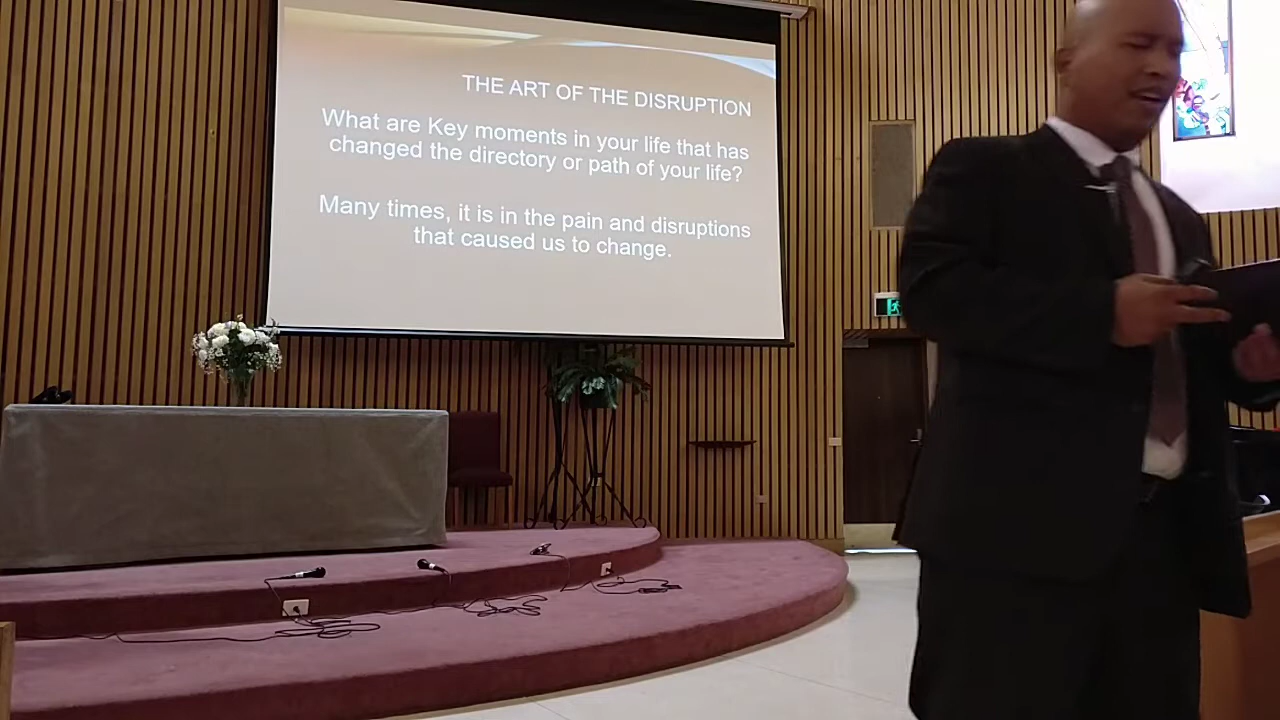 THE ART OF THE DISRUPTION
What are Key moments in your life that has
changed the directory or path of your life?
Many times, it is in the pain and disruptions
that caused us to change.